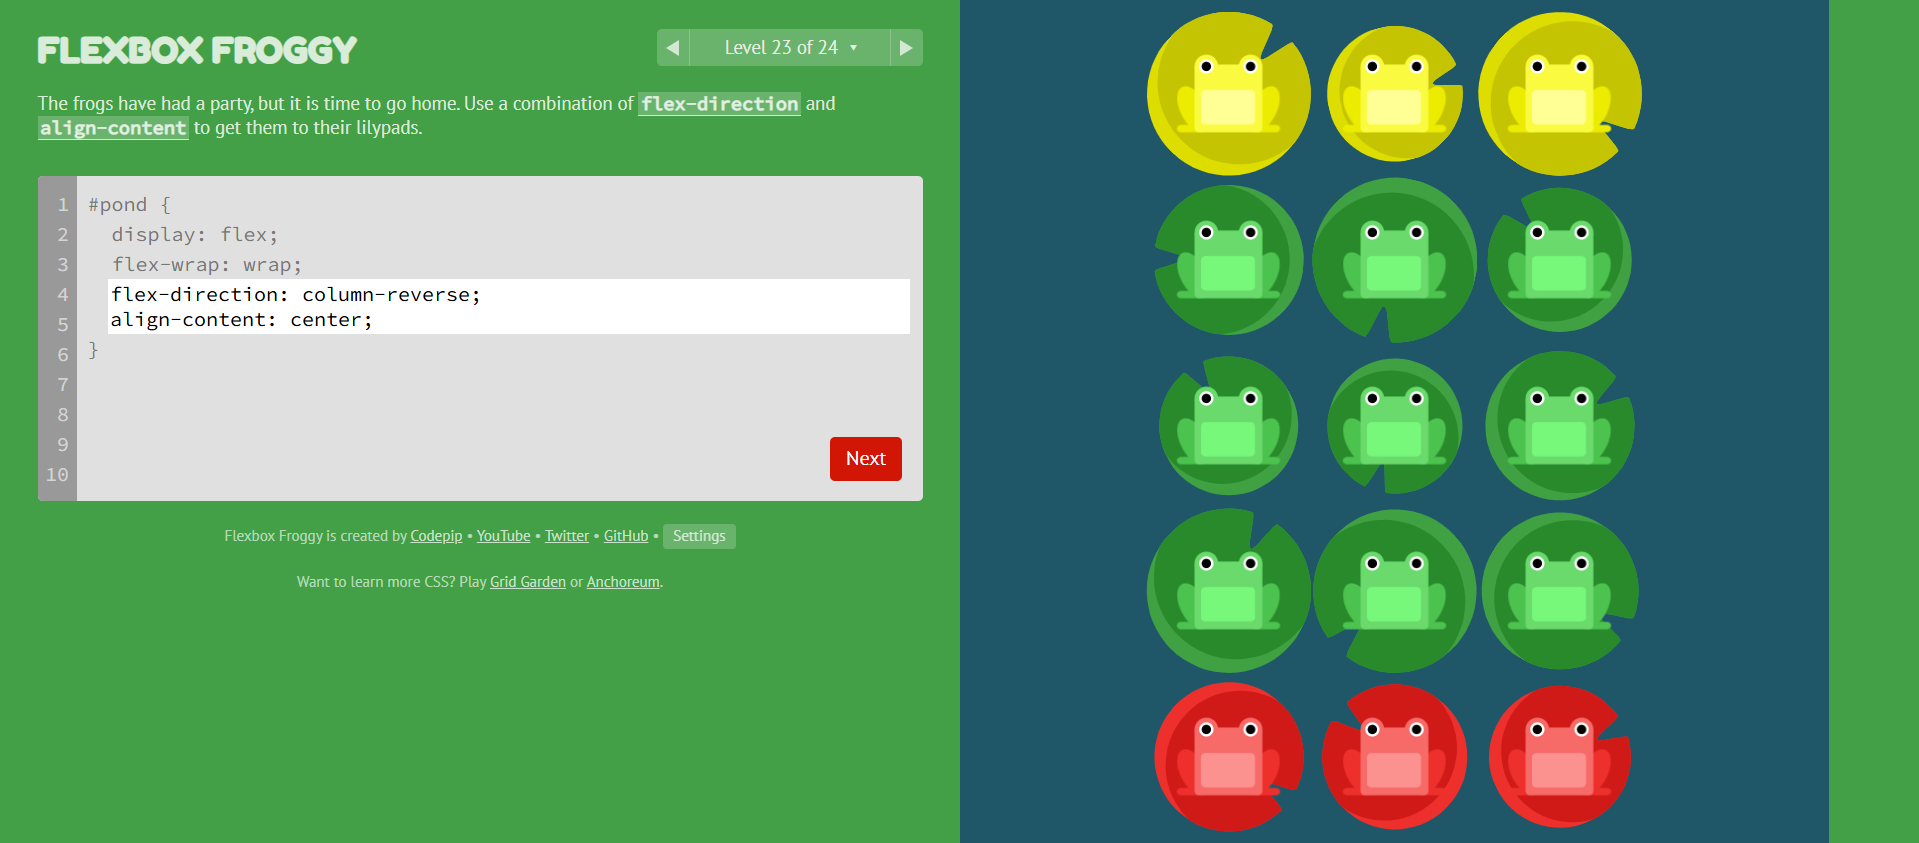 FLEXBOX FROGGY
Level 23 of 24
The frogs have had a party, but it is time to go home. Use a combination of flex-direction and
align-content to get them to their lilypads.
1 #pond {
2 display: flex;
3 flex-wrap: wrap;
4 flex-direction: column-reverse;
5 align-content: center;
6 }
7
8
9
10
Next
Flexbox Froggy is created by Codepip • YouTube • Twitter • GitHub • Settings
Want to learn more CSS? Play Grid Garden or Anchoreum.